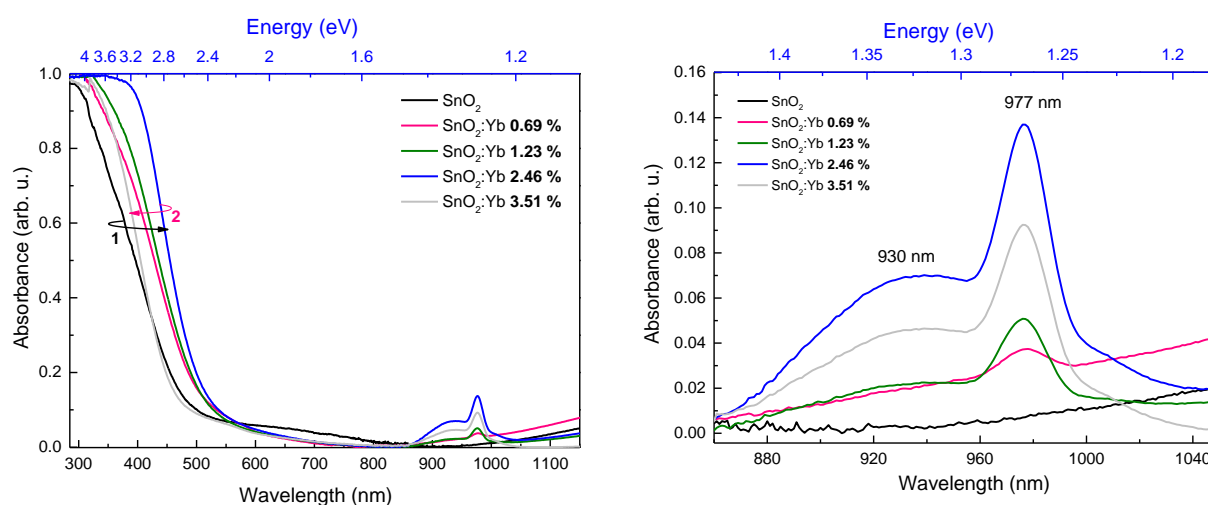 Energy (eV)
4 3.6 3.2 2.8 2.4 2 1.6 1.2
1.0
0.8
0.6
0.4
0.2
0.0
Absorbance (arb. u.)
SnO2
SnO2:Yb 0.69 %
SnO2:Yb 1.23 %
SnO2:Yb 2.46 %
SnO2:Yb 3.51 %
2
1
300 400 500 600 700 800 900 1000 1100
Wavelength (nm)
Energy (eV)
1.4 1.35 1.3 1.25 1.2
0.16
0.14
0.12
0.10
0.08
0.06
0.04
0.02
0.00
Absorbance (arb. u.)
SnO2
SnO2:Yb 0.69 %
SnO2:Yb 1.23 %
SnO2:Yb 2.46 %
SnO2:Yb 3.51 %
977 nm
930 nm
880 920 960 1000 1040
Wavelength (nm)